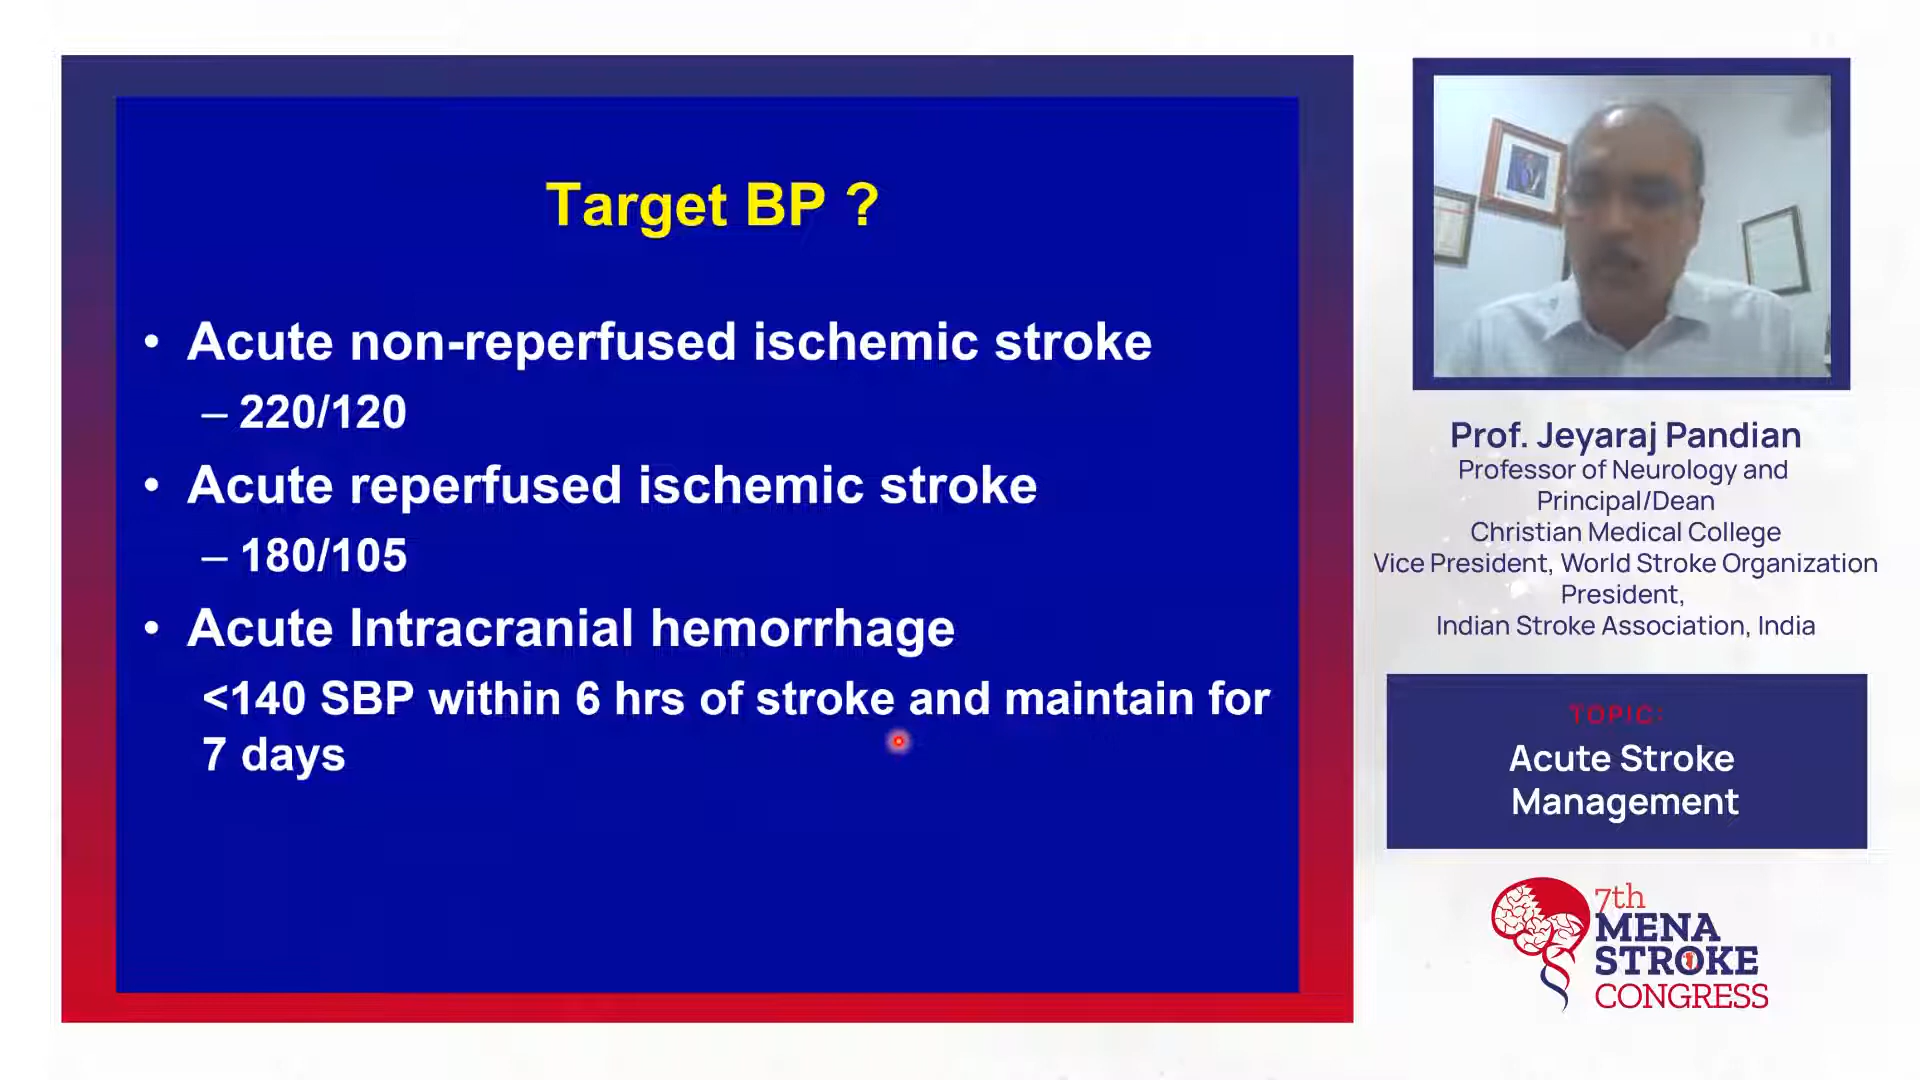 Target BP ?
• Acute non-reperfused ischemic stroke
– 220/120
• Acute reperfused ischemic stroke
– 180/105
• Acute Intracranial hemorrhage
<140 SBP within 6 hrs of stroke and maintain for
7 days
Prof. Jeyaraj Pandian
Professor of Neurology and
Principal/Dean
Christian Medical College
Vice President, World Stroke Organization
President,
Indian Stroke Association, India
TOPIC:
Acute Stroke
Management
7th
MENA
STROKE
CONGRESS